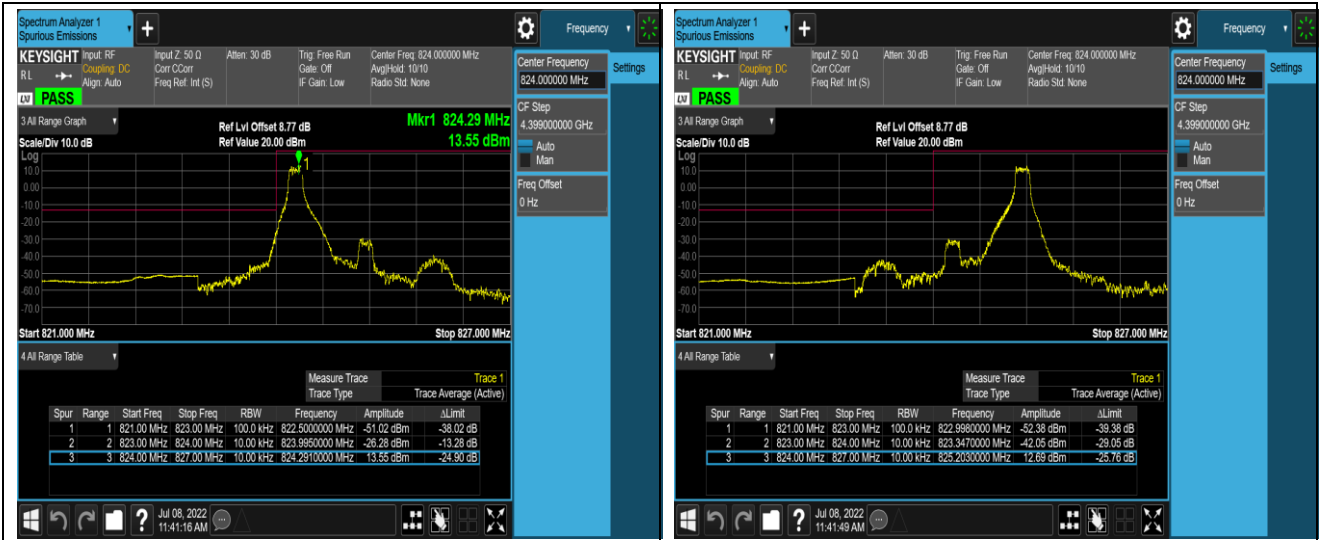 Spectrum Analyzer 1
Spurious Emissions
Frequency
KEYSIGHT Input: RF Input Z: 50 Ω Atten: 30 dB Trig: Free Run Center Freq: 824.000000 MHz
Coupling: DC Corr CCorr Gate: Off Avg|Hold: 10/10
RL Align: Auto Freq Ref: Int (S) IF Gain: Low Radio Std: None
LXI PASS
Center Frequency
824.000000 MHz
Settings
CF Step
4.399000000 GHz
Auto
Man
Freq Offset
0 Hz
3 All Range Graph
Ref Lvl Offset 8.77 dB
Mkr1 824.29 MHz
Scale/Div 10.0 dB Ref Value 20.00 dBm 13.55 dBm
Log
1
10.0
0.00
-10.0
-20.0
-30.0
-40.0
-50.0
-60.0
-70.0
Start 821.000 MHz Stop 827.000 MHz
4 All Range Table
Measure Trace Trace 1
Trace Type Trace Average (Active)
Spur Range Start Freq Stop Freq RBW Frequency Amplitude ΔLimit
1 1 821.00 MHz 823.00 MHz 100.0 kHz 822.5000000 MHz -51.02 dBm -38.02 dB
2 2 823.00 MHz 824.00 MHz 10.00 kHz 823.9950000 MHz -26.28 dBm -13.28 dB
3 3 824.00 MHz 827.00 MHz 10.00 kHz 824.2910000 MHz 13.55 dBm -24.90 dB
?
Jul 08, 2022
11:41:16 AM
Spectrum Analyzer 1
Spurious Emissions
Frequency
KEYSIGHT Input: RF Input Z: 50 Ω Atten: 30 dB Trig: Free Run Center Freq: 824.000000 MHz
Coupling: DC Corr CCorr Gate: Off Avg|Hold: 10/10
RL Align: Auto Freq Ref: Int (S) IF Gain: Low Radio Std: None
LXI PASS
Center Frequency
824.000000 MHz
Settings
CF Step
4.399000000 GHz
Auto
Man
Freq Offset
0 Hz
3 All Range Graph
Ref Lvl Offset 8.77 dB
Scale/Div 10.0 dB Ref Value 20.00 dBm
Log
10.0
0.00
-10.0
-20.0
-30.0
-40.0
-50.0
-60.0
-70.0
Start 821.000 MHz Stop 827.000 MHz
4 All Range Table
Measure Trace Trace 1
Trace Type Trace Average (Active)
Spur Range Start Freq Stop Freq RBW Frequency Amplitude ΔLimit
1 1 821.00 MHz 823.00 MHz 100.0 kHz 822.9980000 MHz -52.38 dBm -39.38 dB
2 2 823.00 MHz 824.00 MHz 10.00 kHz 823.3470000 MHz -42.05 dBm -29.05 dB
3 3 824.00 MHz 827.00 MHz 10.00 kHz 825.2030000 MHz 12.69 dBm -25.76 dB
?
Jul 08, 2022
11:41:49 AM